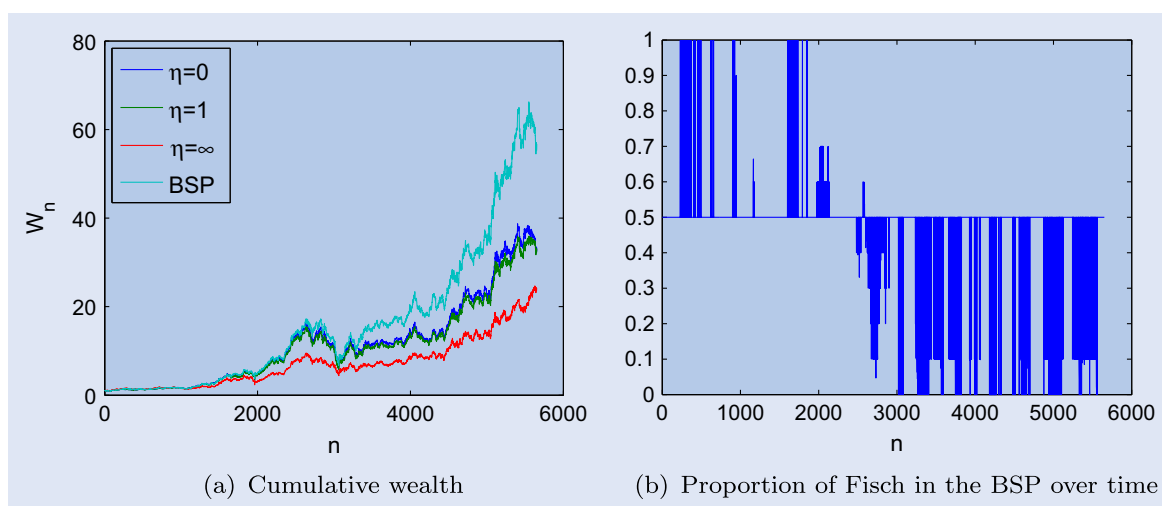 80
60
40
20
0
W_n
η=0
η=1
η=∞
BSP
0 2000 4000 6000
n
(a) Cumulative wealth
1
0.9
0.8
0.7
0.6
0.5
0.4
0.3
0.2
0.1
0
0 1000 2000 3000 4000 5000 6000
n
(b) Proportion of Fisch in the BSP over time